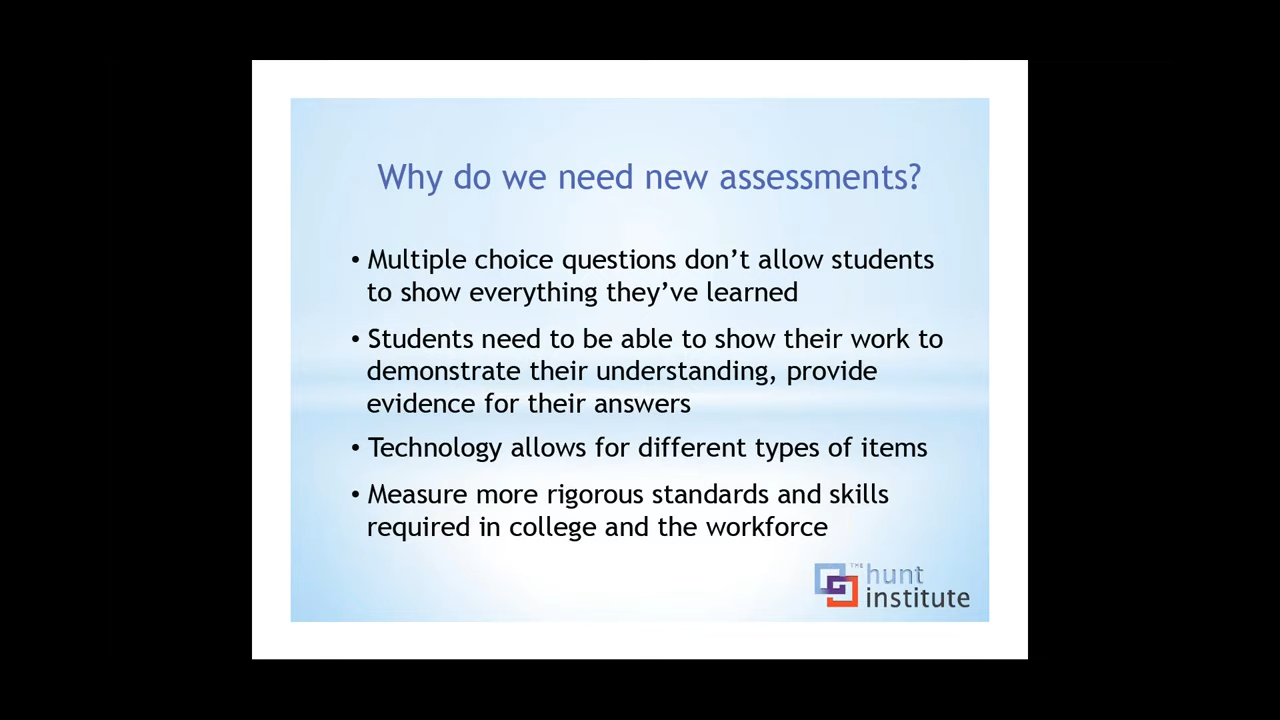 Why do we need new assessments?
• Multiple choice questions don’t allow students
to show everything they’ve learned
• Students need to be able to show their work to
demonstrate their understanding, provide
evidence for their answers
• Technology allows for different types of items
• Measure more rigorous standards and skills
required in college and the workforce
THE hunt
institute